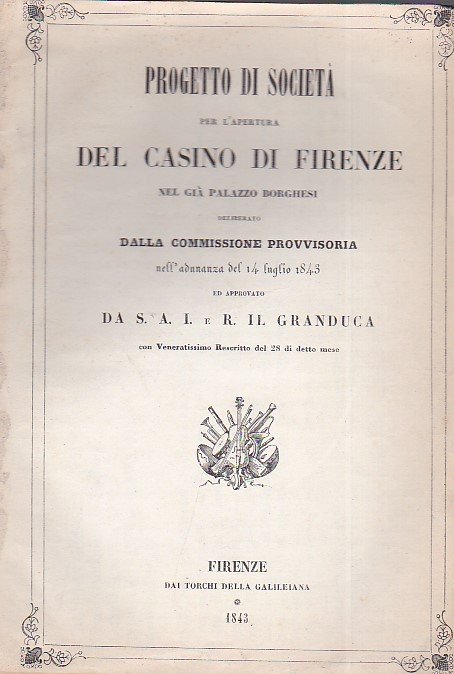 PROGETTO DI SOCIETÀ
PER L'APERTURA
DEL CASINO DI FIRENZE
NEL GIÀ PALAZZO BORGHESI
DELIBERATO
DALLA COMMISSIONE PROVVISORIA
nell'adunanza del 14 luglio 1843
ED APPROVATO
DA S. A. I. E R. IL GRANDUCA
con Veneratissimo Rescritto del 28 di detto mese
FIRENZE
DAI TORCHI DELLA GALILEIANA
1843